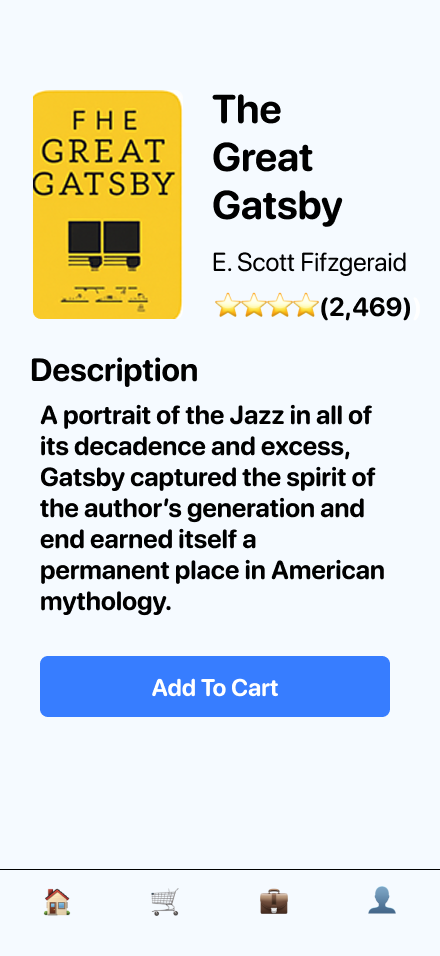 FHE
GREAT
GATSBY
The
Great
Gatsby
E. Scott Fifzgeraid
⭐⭐⭐⭐(2,469)
Description
A portrait of the Jazz in all of
its decadence and excess,
Gatsby captured the spirit of
the author's generation and
end earned itself a
permanent place in American
mythology.
Add To Cart